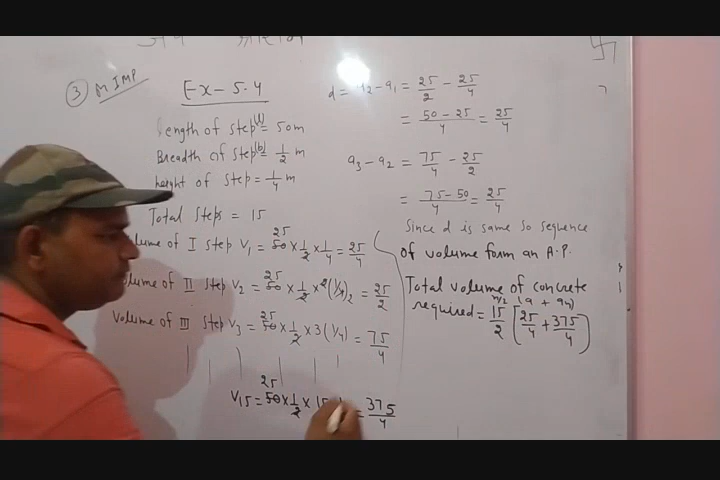 ③ M IMP
Ex-5.4
length of step(l) = 50m
Breadth of step(b) = 1/2 m
height of step = 1/4 m
Total steps = 15
volume of I step V₁ = 50 × 1/2 × 1/4 = 25/4
25
volume of II step V₂ = 50 × 1/2 × 2(1/4) = 25/2
25
volume of III step V₃ = 50 × 1/2 × 3(1/4) = 75/4
25
V₁₅ = 50 × 1/2 × 15 = 375/4
25
d = a₂-a₁ = 25/2 - 25/4
= 50-25/4 = 25/4
a₃-a₂ = 75/4 - 25/2
= 75-50/4 = 25/4
Since d is same so sequence
of volume form an A.P.
Total volume of concrete
required = 15/2 [25/4 + 375/4]
n/2 (a + an)